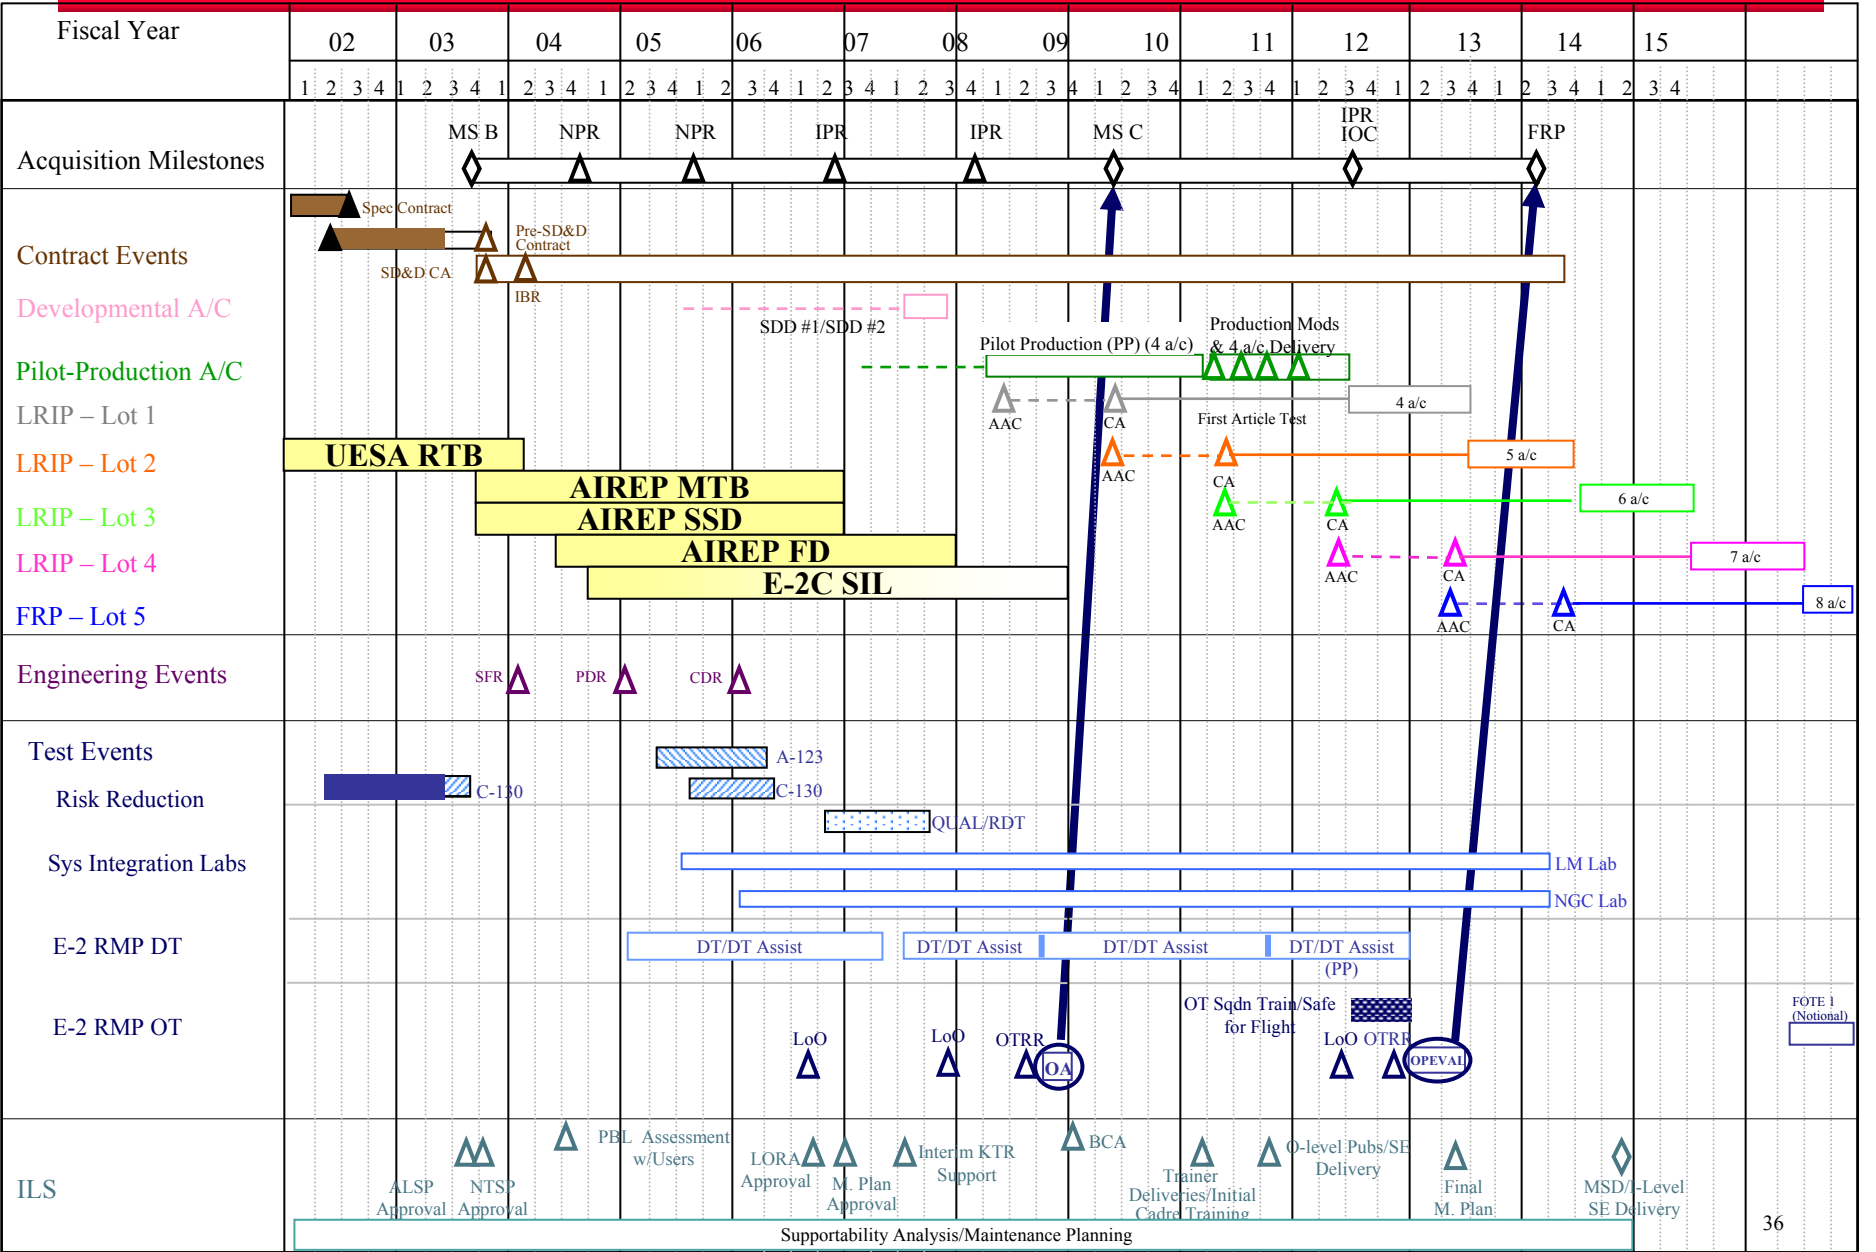 Fiscal Year
02 03 04 05 06 07 08 09 10 11 12 13 14 15
1 2 3 4 1 2 3 4 1 2 3 4 1 2 3 4 1 2 3 4 1 2 3 4 1 2 3 4 1 2 3 4 1 2 3 4 1 2 3 4 1 2 3 4 1 2 3 4 1 2 3 4 1 2 3 4
Acquisition Milestones
MS B NPR NPR IPR IPR MS C IPR FRP
IOC
Contract Events
Spec Contract
Pre-SD&D
Contract
SD&D CA
IBR
Developmental A/C
SDD #1/SDD #2
Pilot-Production A/C
Pilot Production (PP) (4 a/c)
Production Mods
& 4 a/c Delivery
LRIP – Lot 1
AAC CA 4 a/c
First Article Test
LRIP – Lot 2
UESA RTB
AAC CA 5 a/c
AIREP MTB
LRIP – Lot 3
AIREP SSD
AAC CA 6 a/c
LRIP – Lot 4
AIREP FD
AAC CA 7 a/c
E-2C SIL
FRP – Lot 5
AAC CA 8 a/c
Engineering Events
SFR PDR CDR
Test Events
A-123
Risk Reduction
C-130 C-130
QUAL/RDT
Sys Integration Labs
LM Lab
NGC Lab
E-2 RMP DT
DT/DT Assist DT/DT Assist DT/DT Assist DT/DT Assist
(PP)
E-2 RMP OT
OT Sqdn Train/Safe
for Flight
FOTE 1
(Notional)
LoO LoO OTRR LoO OTRR
OA OPEVAL
ILS
ALSP
Approval
NTSP
Approval
PBL Assessment
w/Users
LORA
Approval
M. Plan
Approval
Interim KTR
Support
BCA
Trainer
Deliveries/Initial
Cadre Training
O-level Pubs/SE
Delivery
Final
M. Plan
MSD/I-Level
SE Delivery
Supportability Analysis/Maintenance Planning
36